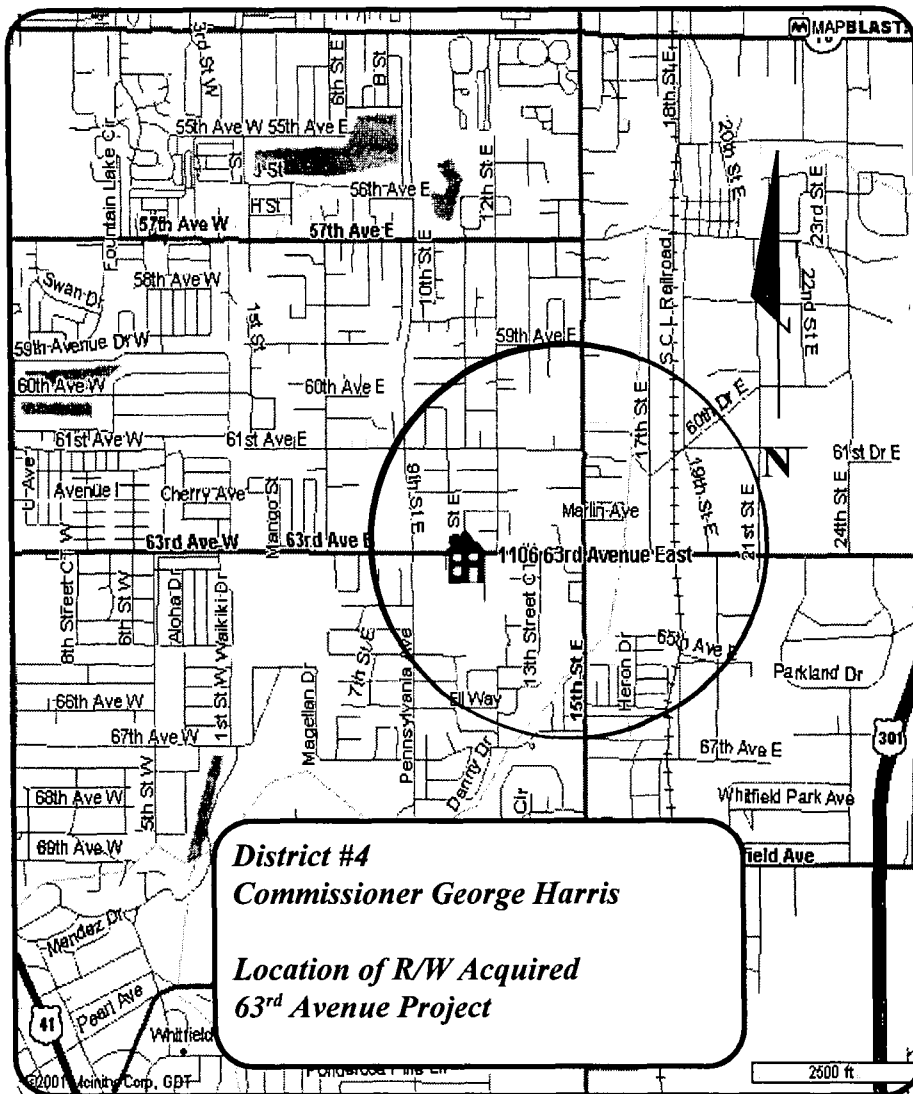 MAPBLAST!
3rd St W
6th St E
B St
18th St E
Fountain Lake Cir
55th Ave W
55th Ave E
20th St E
J St
56th Ave E
12th St E
H St
23rd St E
57th Ave W
57th Ave E
10th St E
58th Ave W
Swan Dr
1st St
S.C.L Railroad
22nd St E
59th Avenue Dr W
59th Ave E
60th Ave W
60th Ave E
60th Dr E
17th St E
61st Ave W
61st Ave E
61st Dr E
N
Avenue I
Cherry Ave
Mango St
9th St E
St E
Marlin Ave
19th St E
21st St E
24th St E
63rd Ave W
63rd Ave E
1106 63rd Avenue East
8th Street Ct W
6th St W
Aloha Dr
Waikiki Dr
7th St E
Pennsylvania Ave
13th Street Ct
15th St E
Heron Dr
65th Ave E
Parkland Dr
66th Ave W
1st St W
Magellan Dr
Ell Way
67th Ave W
67th Ave E
301
5th St W
68th Ave W
Denny Dr
Cir
Whitfield Park Ave
69th Ave W
field Ave
District #4
Commissioner George Harris
Location of R/W Acquired
63rd Avenue Project
Mendez Dr
Pearl Ave
41
Whitfield
©2001 Vicinity Corp, GDT
2500 ft